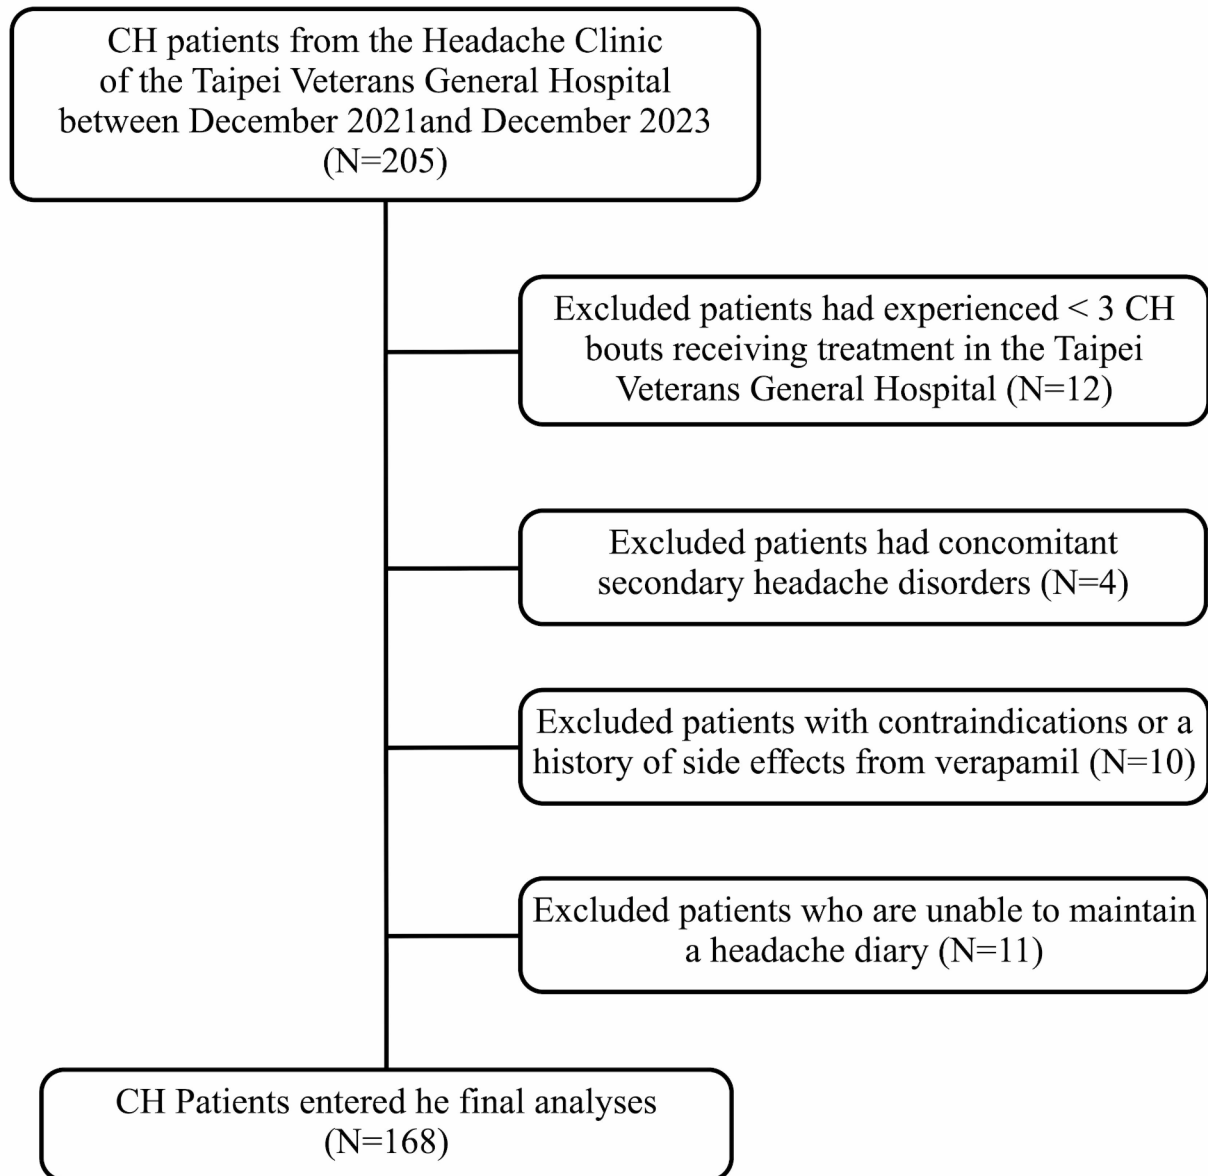 CH patients from the Headache Clinic
of the Taipei Veterans General Hospital
between December 2021and December 2023
(N=205)
Excluded patients had experienced < 3 CH
bouts receiving treatment in the Taipei
Veterans General Hospital (N=12)
Excluded patients had concomitant
secondary headache disorders (N=4)
Excluded patients with contraindications or a
history of side effects from verapamil (N=10)
Excluded patients who are unable to maintain
a headache diary (N=11)
CH Patients entered he final analyses
(N=168)